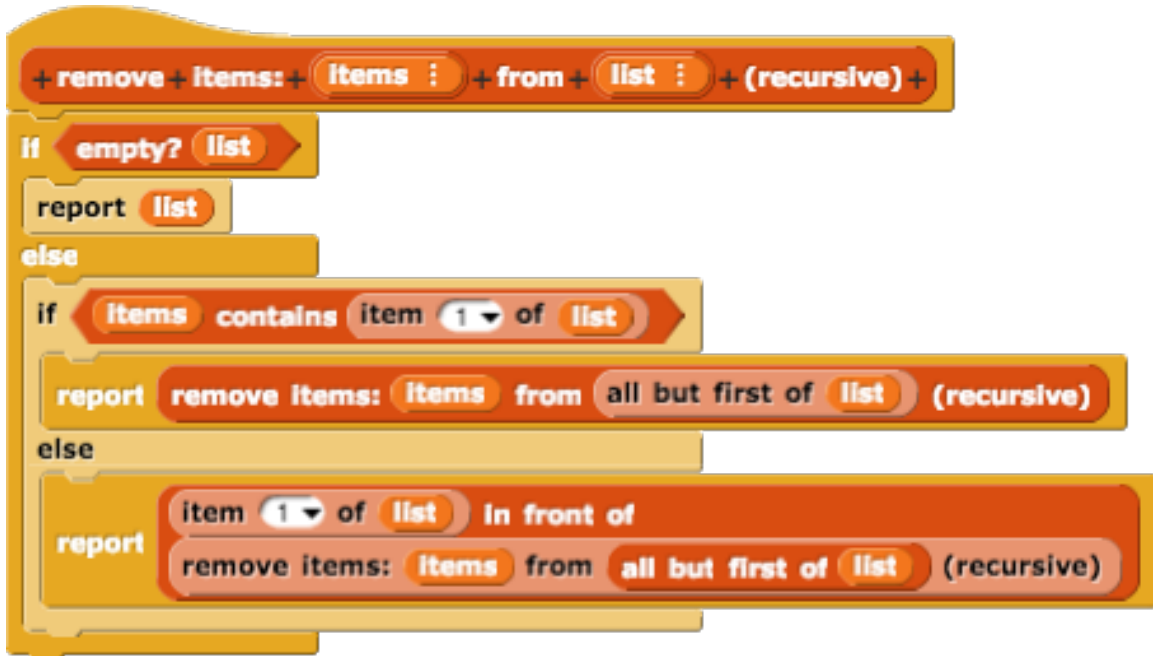 + remove + items: + items ⋮ + from + list ⋮ + (recursive) +
if empty? list
report list
else
if items contains item 1 of list
report remove items: items from all but first of list (recursive)
else
item 1 of list in front of
report
remove items: items from all but first of list (recursive)